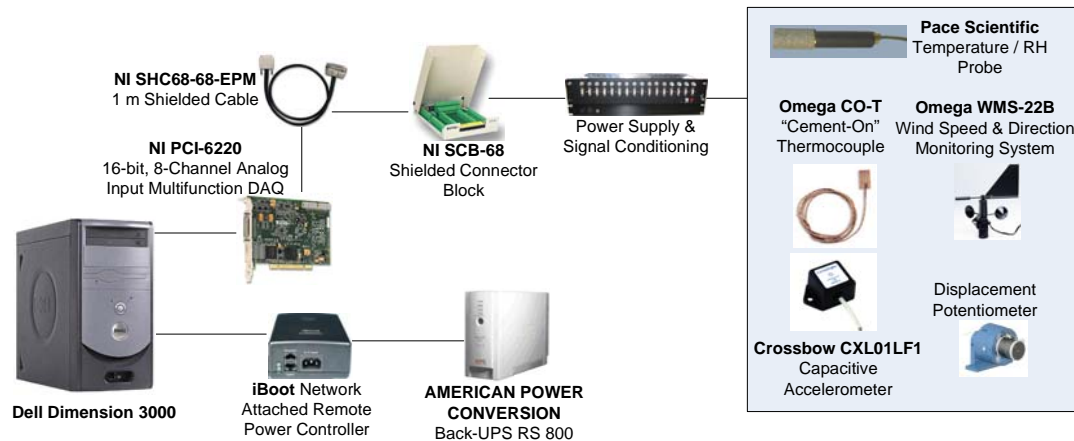 NI SHC68-68-EPM
1 m Shielded Cable
NI PCI-6220
16-bit, 8-Channel Analog
Input Multifunction DAQ
NI SCB-68
Shielded Connector
Block
Power Supply &
Signal Conditioning
Pace Scientific
Temperature / RH
Probe
Omega CO-T
“Cement-On”
Thermocouple
Omega WMS-22B
Wind Speed & Direction
Monitoring System
Crossbow CXL01LF1
Capacitive
Accelerometer
Displacement
Potentiometer
Dell Dimension 3000
iBoot Network
Attached Remote
Power Controller
AMERICAN POWER
CONVERSION
Back-UPS RS 800